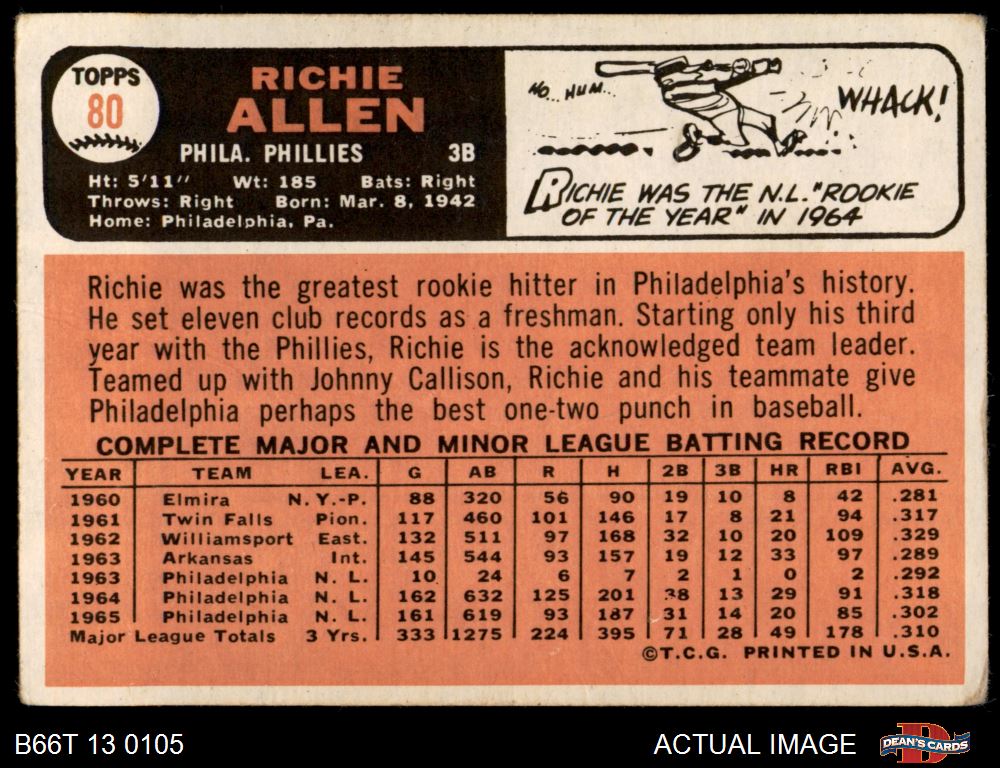 TOPPS
80
RICHIE
ALLEN
PHILA. PHILLIES 3B
Ht: 5'11" Wt: 185 Bats: Right
Throws: Right Born: Mar. 8, 1942
Home: Philadelphia, Pa.
NO... HUM...
WHACK!
RICHIE WAS THE N.L. "ROOKIE
OF THE YEAR" IN 1964
Richie was the greatest rookie hitter in Philadelphia's history.
He set eleven club records as a freshman. Starting only his third
year with the Phillies, Richie is the acknowledged team leader.
Teamed up with Johnny Callison, Richie and his teammate give
Philadelphia perhaps the best one-two punch in baseball.
COMPLETE MAJOR AND MINOR LEAGUE BATTING RECORD
YEAR TEAM LEA. G AB R H 2B 3B HR RBI AVG.
1960 Elmira N. Y.-P. 88 320 56 90 19 10 8 42 .281
1961 Twin Falls Pion. 117 460 101 146 17 8 21 94 .317
1962 Williamsport East. 132 511 97 168 32 10 20 109 .329
1963 Arkansas Int. 145 544 93 157 19 12 33 97 .289
1963 Philadelphia N. L. 10 24 6 7 2 1 0 2 .292
1964 Philadelphia N. L. 162 632 125 201 38 13 29 91 .318
1965 Philadelphia N. L. 161 619 93 187 31 14 20 85 .302
Major League Totals 3 Yrs. 333 1275 224 395 71 28 49 178 .310
©T.C.G. PRINTED IN U.S.A.
B66T 13 0105
ACTUAL IMAGE
DEAN'S CARDS